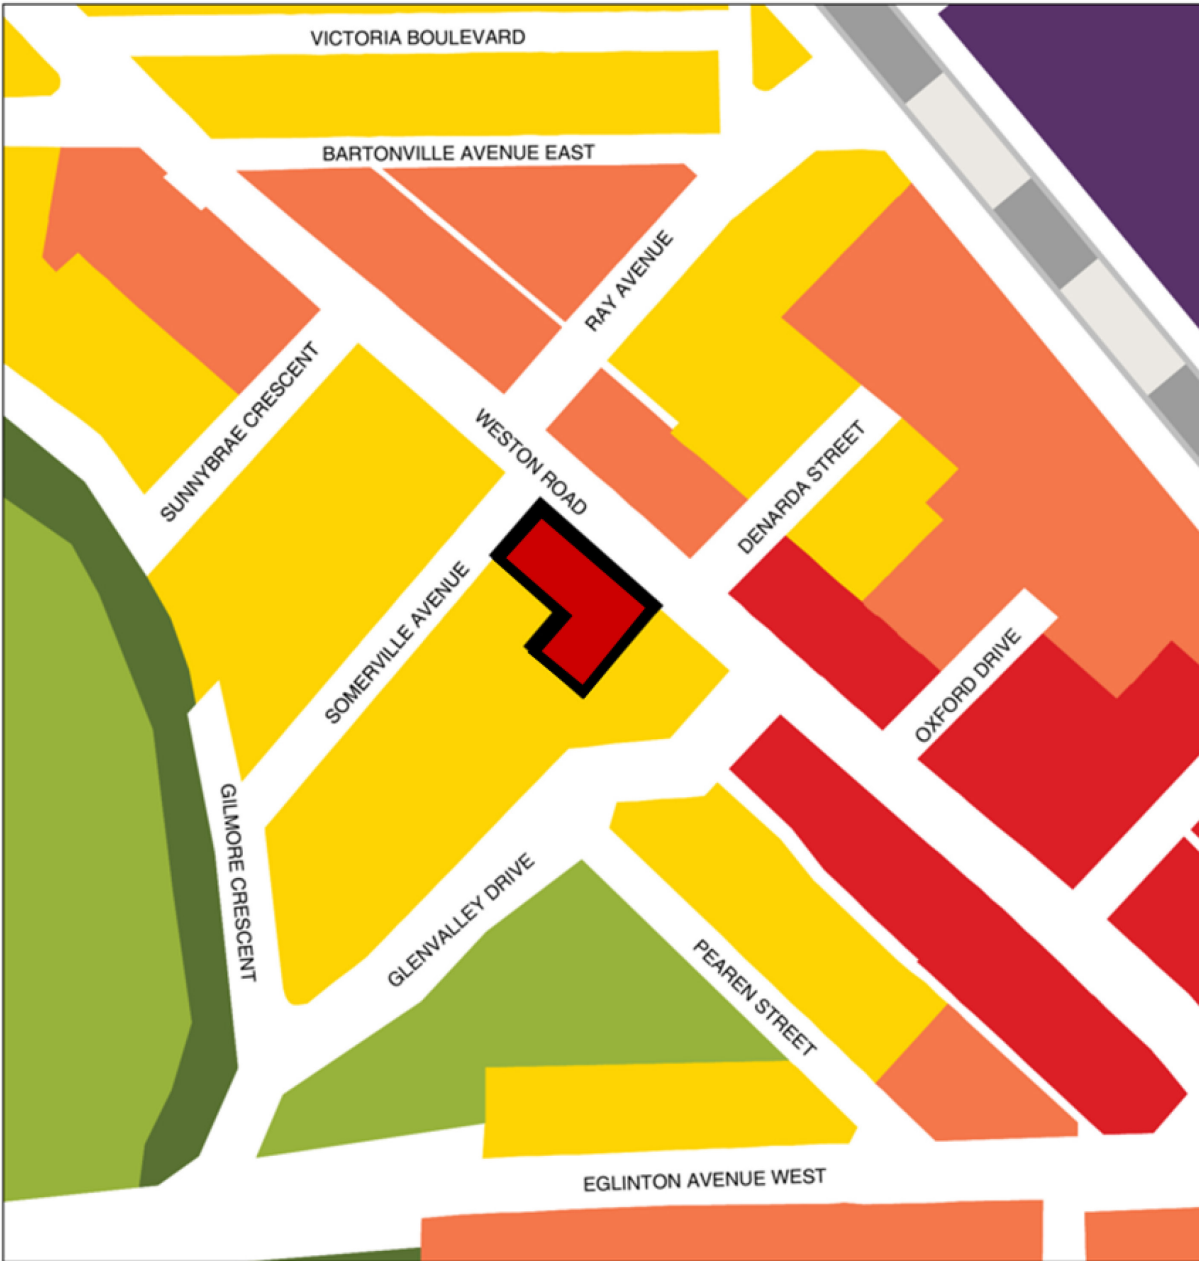 VICTORIA BOULEVARD
BARTONVILLE AVENUE EAST
RAY AVENUE
SUNNYBRAE CRESCENT
WESTON ROAD
DENARDA STREET
SOMERVILLE AVENUE
OXFORD DRIVE
GILMORE CRESCENT
GLENVALLEY DRIVE
PEAREN STREET
EGLINTON AVENUE WEST